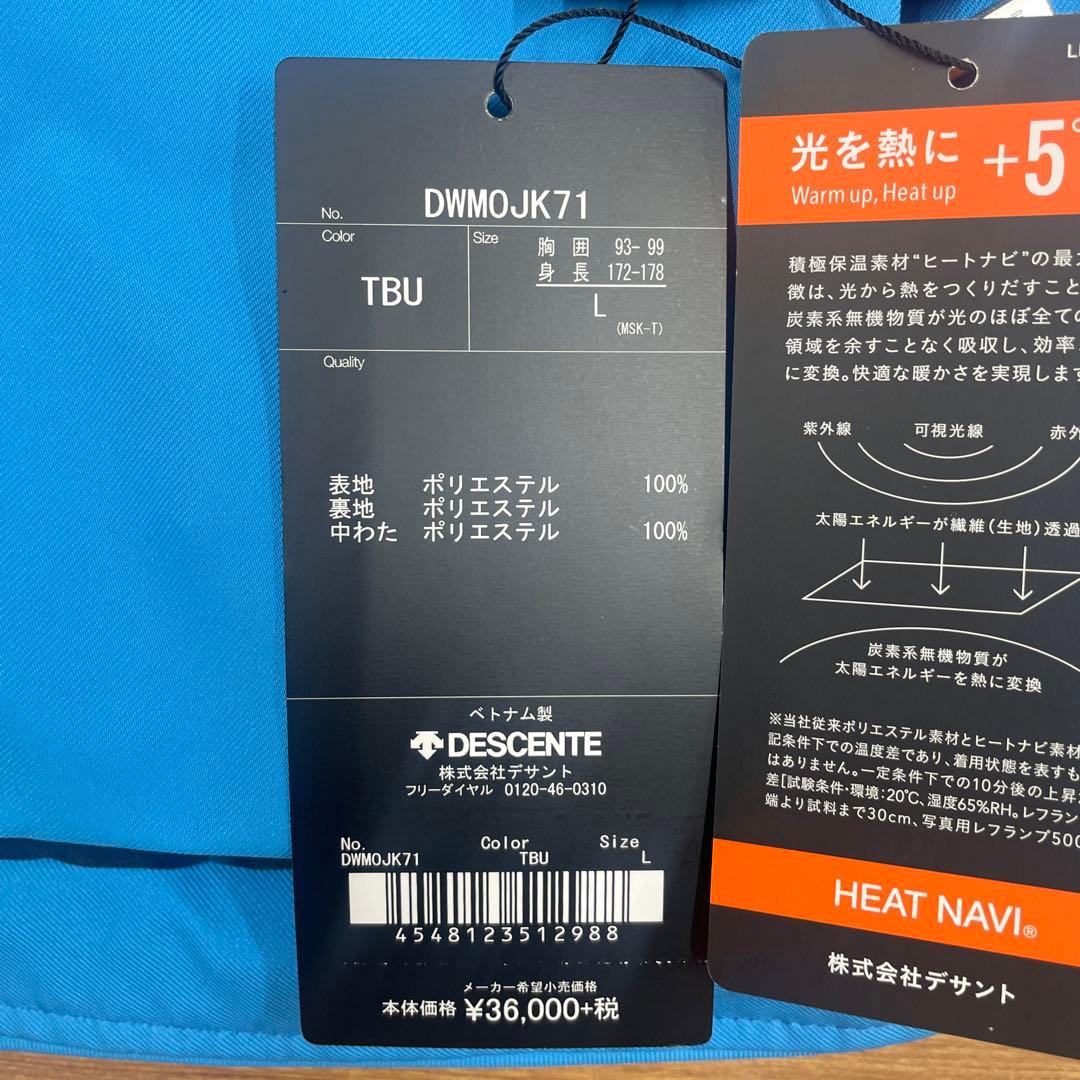 No. DWMOJK71
Color
TBU
Size 胸囲 93-99
身長 172-178
L
(MSK-T)
Quality
表地 ポリエステル 100%
裏地 ポリエステル
中わた ポリエステル 100%
ベトナム製
DESCENTE
株式会社デサント
フリーダイヤル 0120-46-0310
No. Color Size
DWMOJK71 TBU L
4548123512988
メーカー希望小売価格
本体価格 ¥36,000+税
光を熱に +5°
Warm up, Heat up
積極保温素材“ヒートナビ”の最
徴は、光から熱をつくりだすこと
炭素系無機物質が光のほぼ全ての
領域を余すことなく吸収し、効率
に変換。快適な暖かさを実現しま
紫外線 可視光線 赤外
太陽エネルギーが繊維(生地)透過
炭素系無機物質が
太陽エネルギーを熱に変換
※当社従来ポリエステル素材とヒートナビ素材
記条件下での温度差であり、着用状態を表すも
はありません。一定条件下での10分後の上昇
差[試験条件・環境:20℃、湿度65%RH。レフラン
端より試料まで30cm、写真用レフランプ500
HEAT NAVI®
株式会社デサント